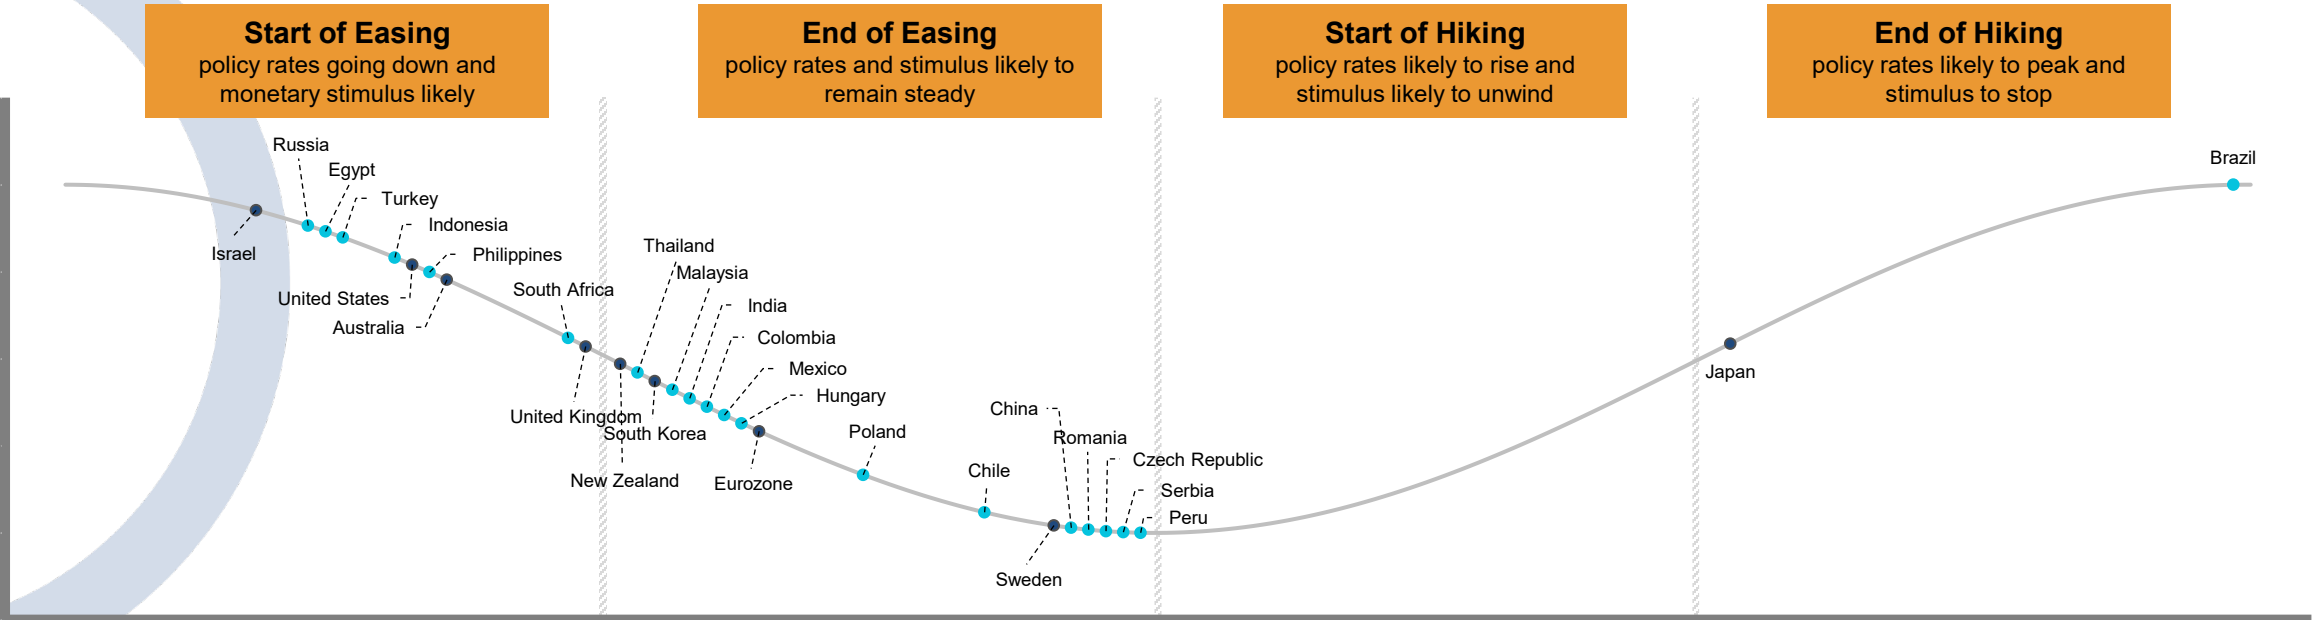 Start of Easing
policy rates going down and
monetary stimulus likely
End of Easing
policy rates and stimulus likely to
remain steady
Start of Hiking
policy rates likely to rise and
stimulus likely to unwind
End of Hiking
policy rates likely to peak and
stimulus to stop
Russia
Egypt
Turkey
Indonesia
Philippines
Israel
United States
Australia
South Africa
Thailand
Malaysia
India
Colombia
Mexico
Hungary
United Kingdom
South Korea
New Zealand
Eurozone
Poland
Chile
China
Romania
Czech Republic
Serbia
Peru
Sweden
Japan
Brazil